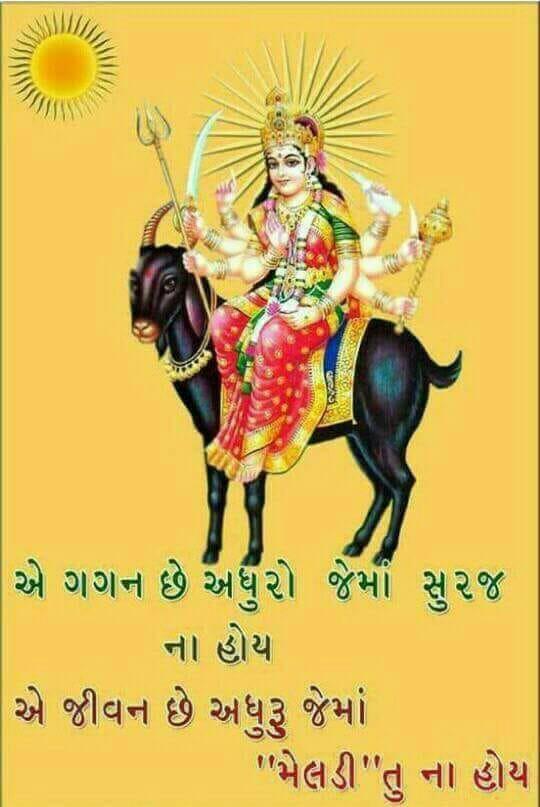 એ ગગન છે અધુરો જેમાં સુરજ
ના હોય
એ જીવન છે અધુરૂ જેમાં
"મેલડી"તુ ના હોય